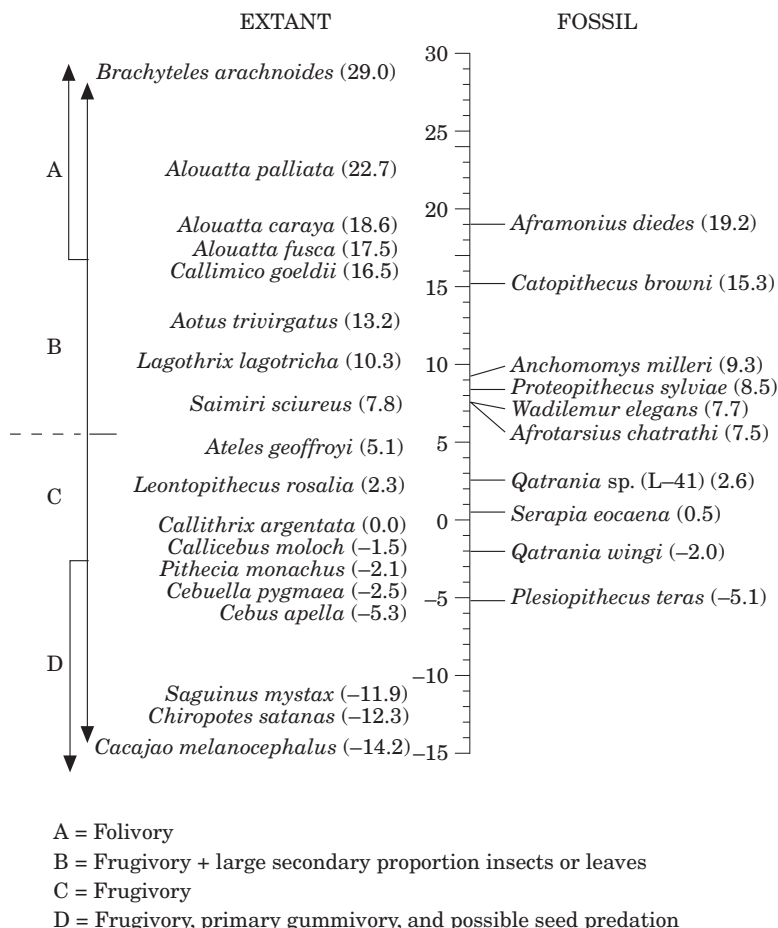 EXTANT FOSSIL
30
Brachyteles arachnoides (29.0)
25
A
Alouatta palliata (22.7)
20
Alouatta caraya (18.6)
Aframonius diedes (19.2)
Alouatta fusca (17.5)
Callimico goeldii (16.5)
15
Catopithecus browni (15.3)
Aotus trivirgatus (13.2)
B
Lagothrix lagotricha (10.3)
10
Anchomomys milleri (9.3)
Proteopithecus sylviae (8.5)
Saimiri sciureus (7.8)
Wadilemur elegans (7.7)
Afrotarsius chatrathi (7.5)
5
Ateles geoffroyi (5.1)
C
Leontopithecus rosalia (2.3)
Qatrania sp. (L–41) (2.6)
Callithrix argentata (0.0)
0
Serapia eocaena (0.5)
Callicebus moloch (–1.5)
Qatrania wingi (–2.0)
Pithecia monachus (–2.1)
Cebuella pygmaea (–2.5)
–5
Plesiopithecus teras (–5.1)
Cebus apella (–5.3)
D
–10
Saguinus mystax (–11.9)
Chiropotes satanas (–12.3)
Cacajao melanocephalus (–14.2)
–15
A = Folivory
B = Frugivory + large secondary proportion insects or leaves
C = Frugivory
D = Frugivory, primary gummivory, and possible seed predation